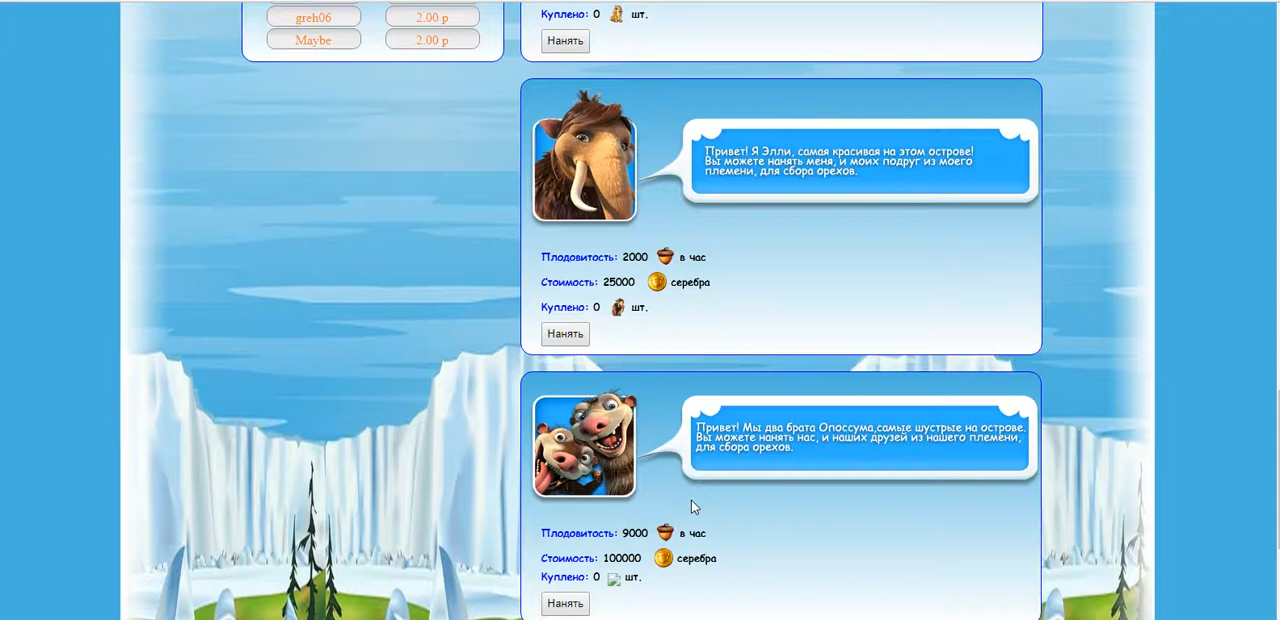 greh06 2.00 р
Maybe 2.00 р
Куплено: 0 шт.
Нанять
Привет! Я Элли, самая красивая на этом острове!
Вы можете нанять меня, и моих подруг из моего
племени, для сбора орехов.
Плодовитость: 2000 в час
Стоимость: 25000 серебра
Куплено: 0 шт.
Нанять
Привет! Мы два брата Опоссума,самые шустрые на острове.
Вы можете нанять нас, и наших друзей из нашего племени,
для сбора орехов.
Плодовитость: 9000 в час
Стоимость: 100000 серебра
Куплено: 0 шт.
Нанять